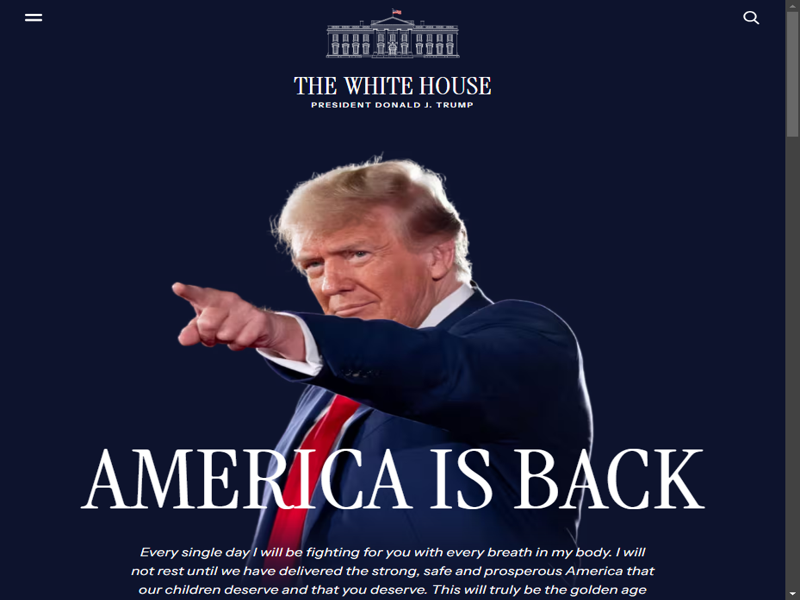 THE WHITE HOUSE
PRESIDENT DONALD J. TRUMP
AMERICA IS BACK
Every single day I will be fighting for you with every breath in my body. I will
not rest until we have delivered the strong, safe and prosperous America that
our children deserve and that you deserve. This will truly be the golden age